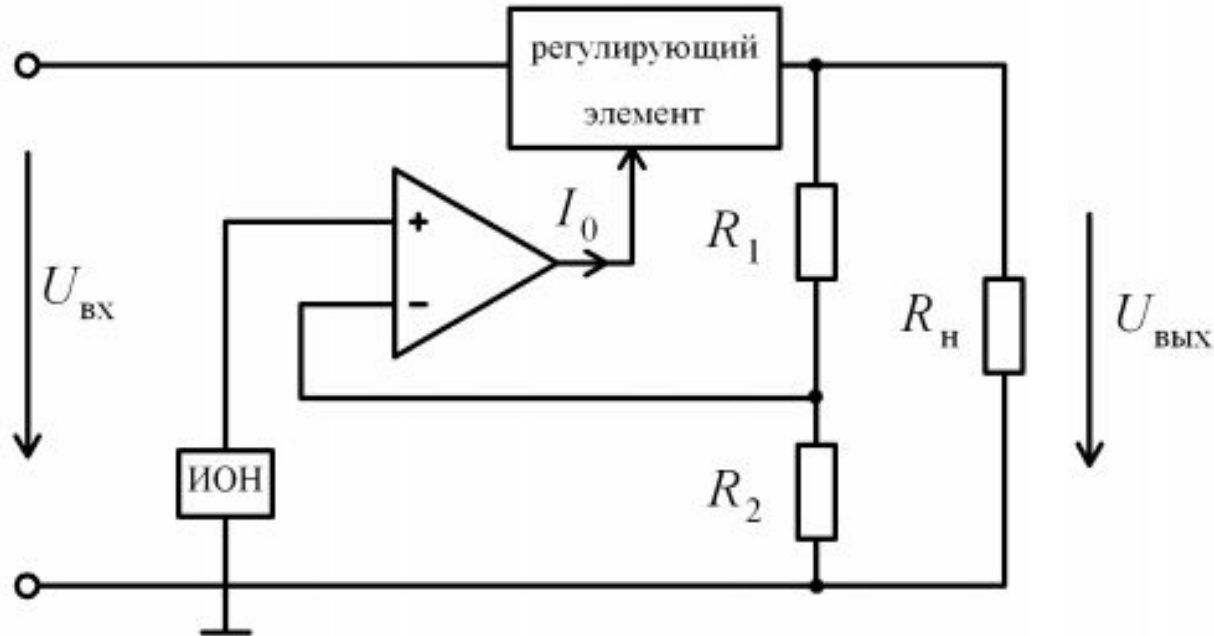 регулирующий
элемент
+
I₀
R₁
Uвх
−
Rн
Uвых
ИОН
R₂